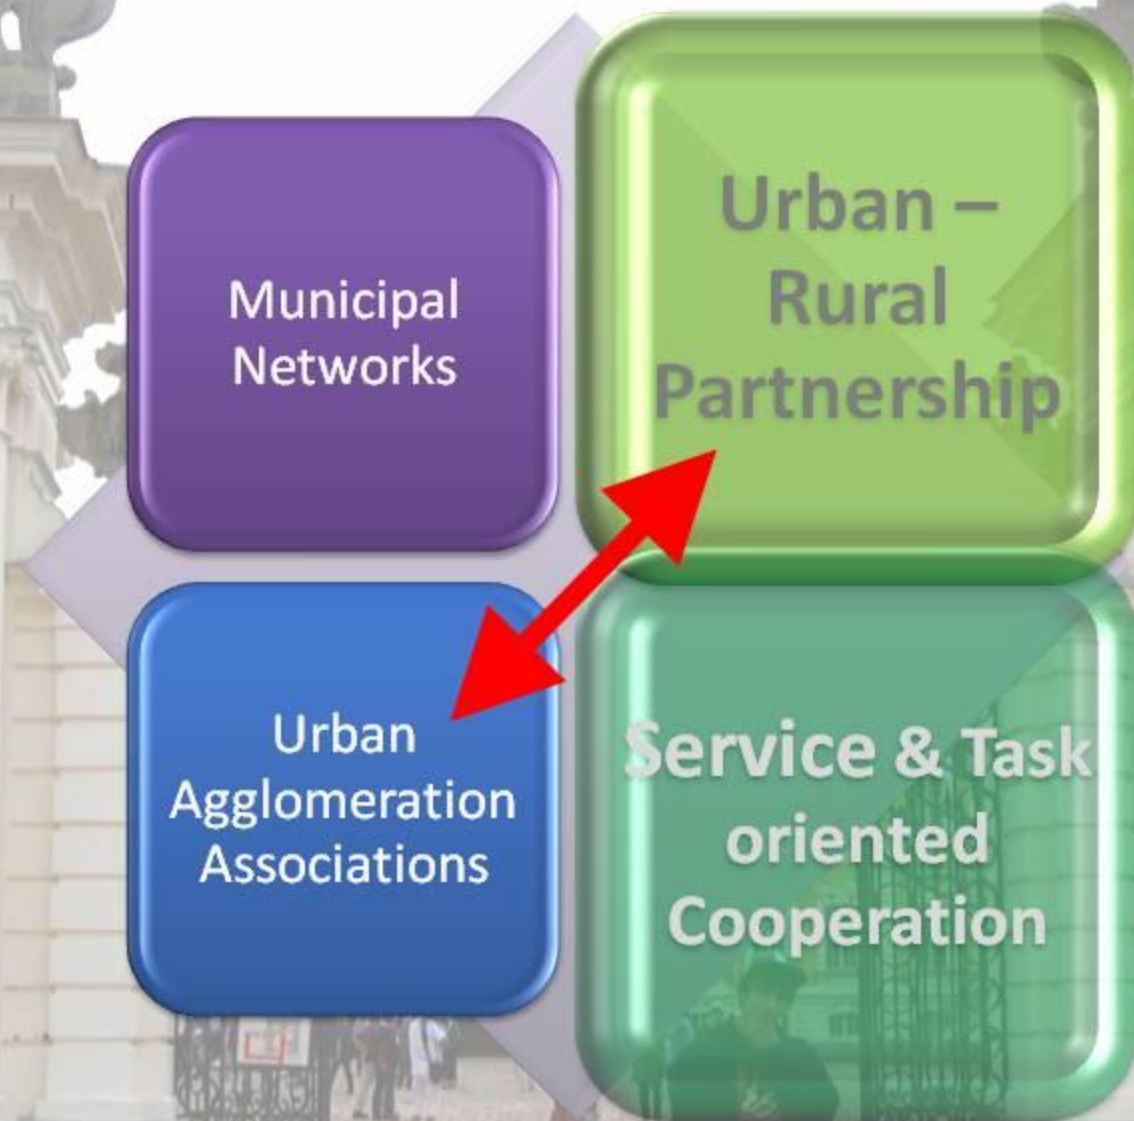 Municipal
Networks
Urban –
Rural
Partnership
Urban
Agglomeration
Associations
Service & Task
oriented
Cooperation